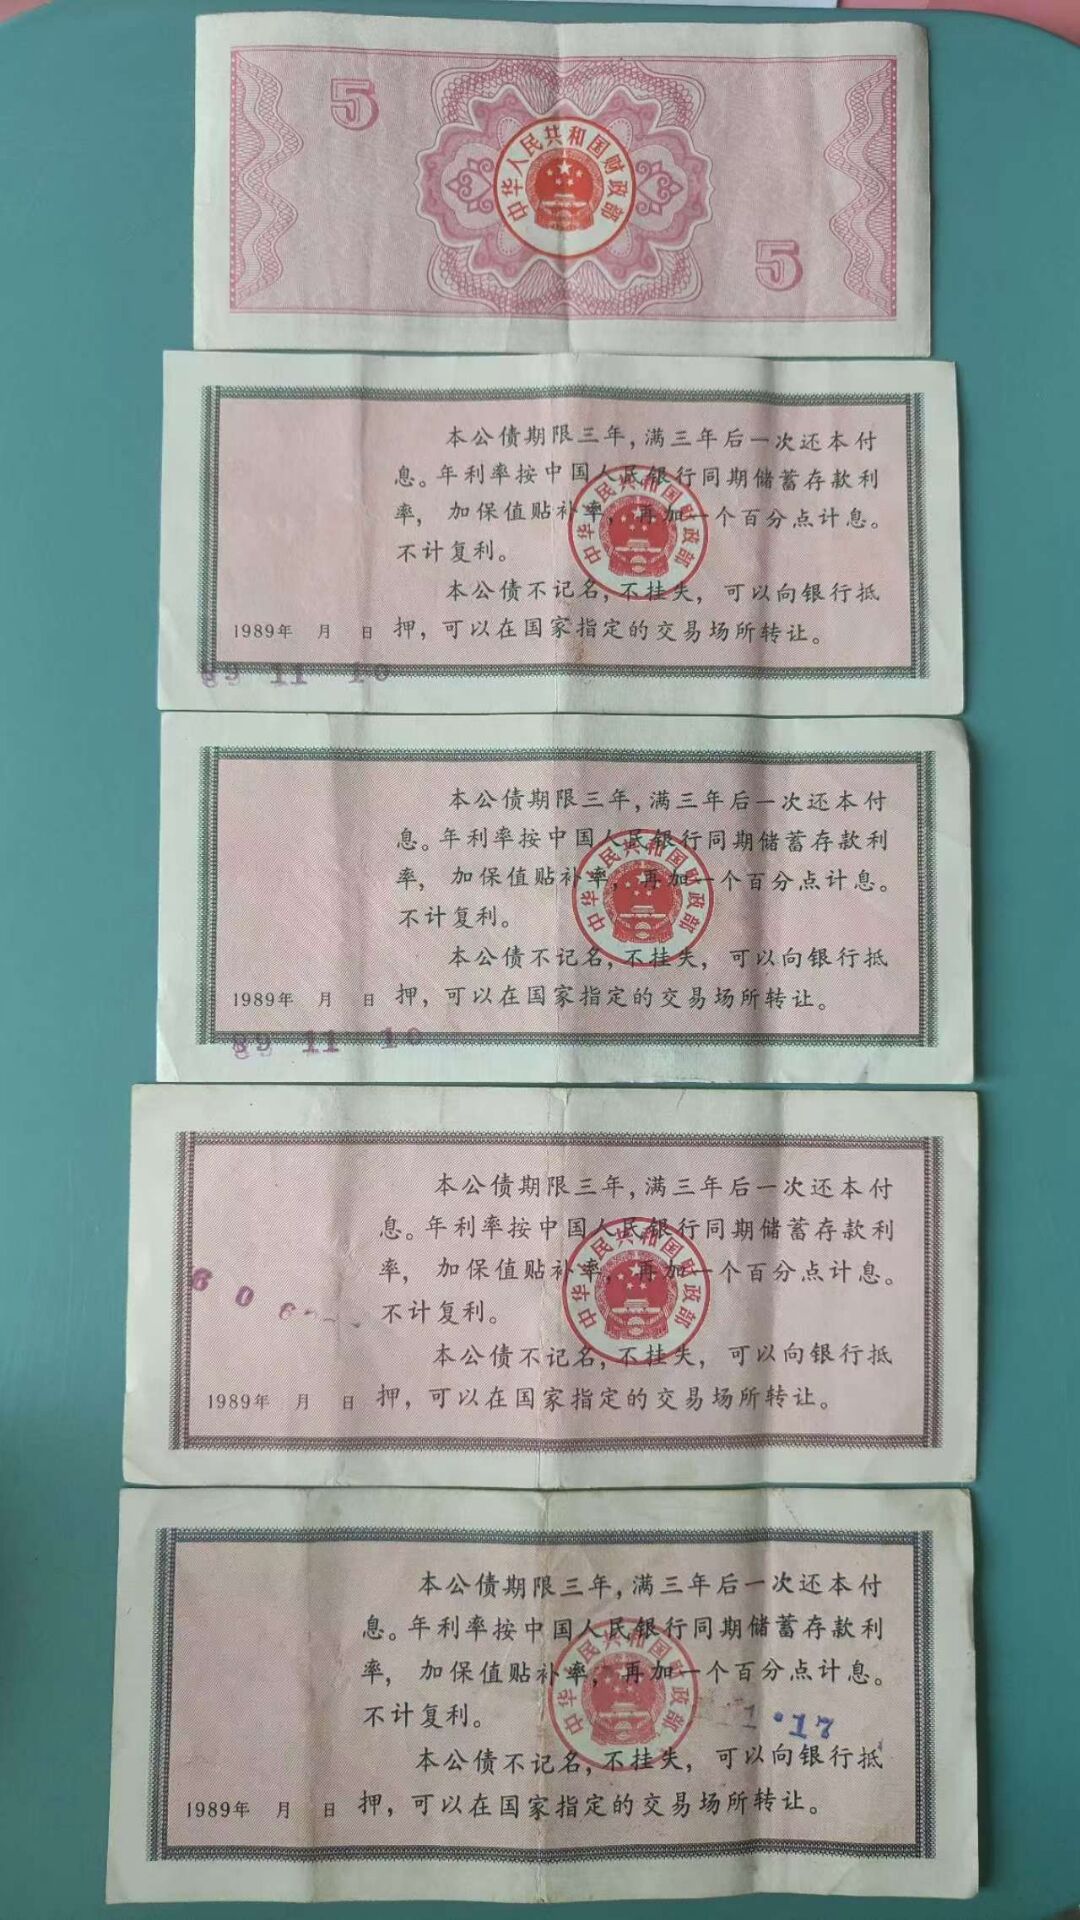 5
中华人民共和国财政部
5
本公债期限三年,满三年后一次还本付
息。年利率按中国人民银行同期储蓄存款利
率, 加保值贴补率, 再加一个百分点计息。
不计复利。
本公债不记名, 不挂失, 可以向银行抵
1989年 月 日 押, 可以在国家指定的交易场所转让。
中华人民共和国财政部
89 11 10
本公债期限三年,满三年后一次还本付
息。年利率按中国人民银行同期储蓄存款利
率, 加保值贴补率, 再加一个百分点计息。
不计复利。
本公债不记名, 不挂失, 可以向银行抵
1989年 月 日 押, 可以在国家指定的交易场所转让。
中华人民共和国财政部
89 11 10
本公债期限三年,满三年后一次还本付
息。年利率按中国人民银行同期储蓄存款利
率, 加保值贴补率, 再加一个百分点计息。
6 0 6
不计复利。
本公债不记名, 不挂失, 可以向银行抵
1989年 月 日 押, 可以在国家指定的交易场所转让。
中华人民共和国财政部
本公债期限三年,满三年后一次还本付
息。年利率按中国人民银行同期储蓄存款利
率, 加保值贴补率, 再加一个百分点计息。
不计复利。
1·17
本公债不记名, 不挂失, 可以向银行抵
1989年 月 日 押, 可以在国家指定的交易场所转让。
中华人民共和国财政部